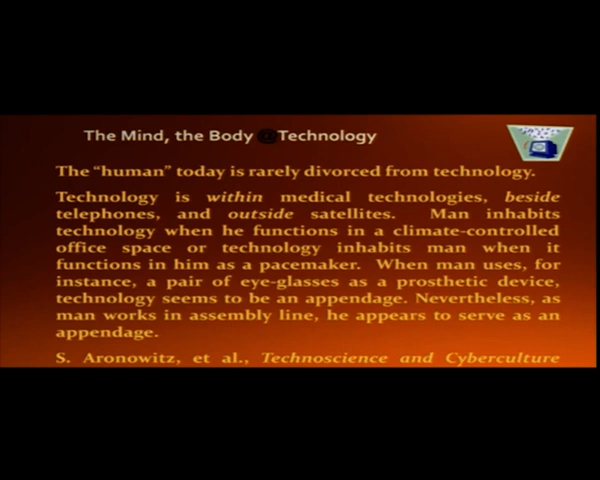 The Mind, the Body @Technology
The "human" today is rarely divorced from technology.
Technology is within medical technologies, beside
telephones, and outside satellites. Man inhabits
technology when he functions in a climate-controlled
office space or technology inhabits man when it
functions in him as a pacemaker. When man uses, for
instance, a pair of eye-glasses as a prosthetic device,
technology seems to be an appendage. Nevertheless, as
man works in assembly line, he appears to serve as an
appendage.
S. Aronowitz, et al., Technoscience and Cyberculture